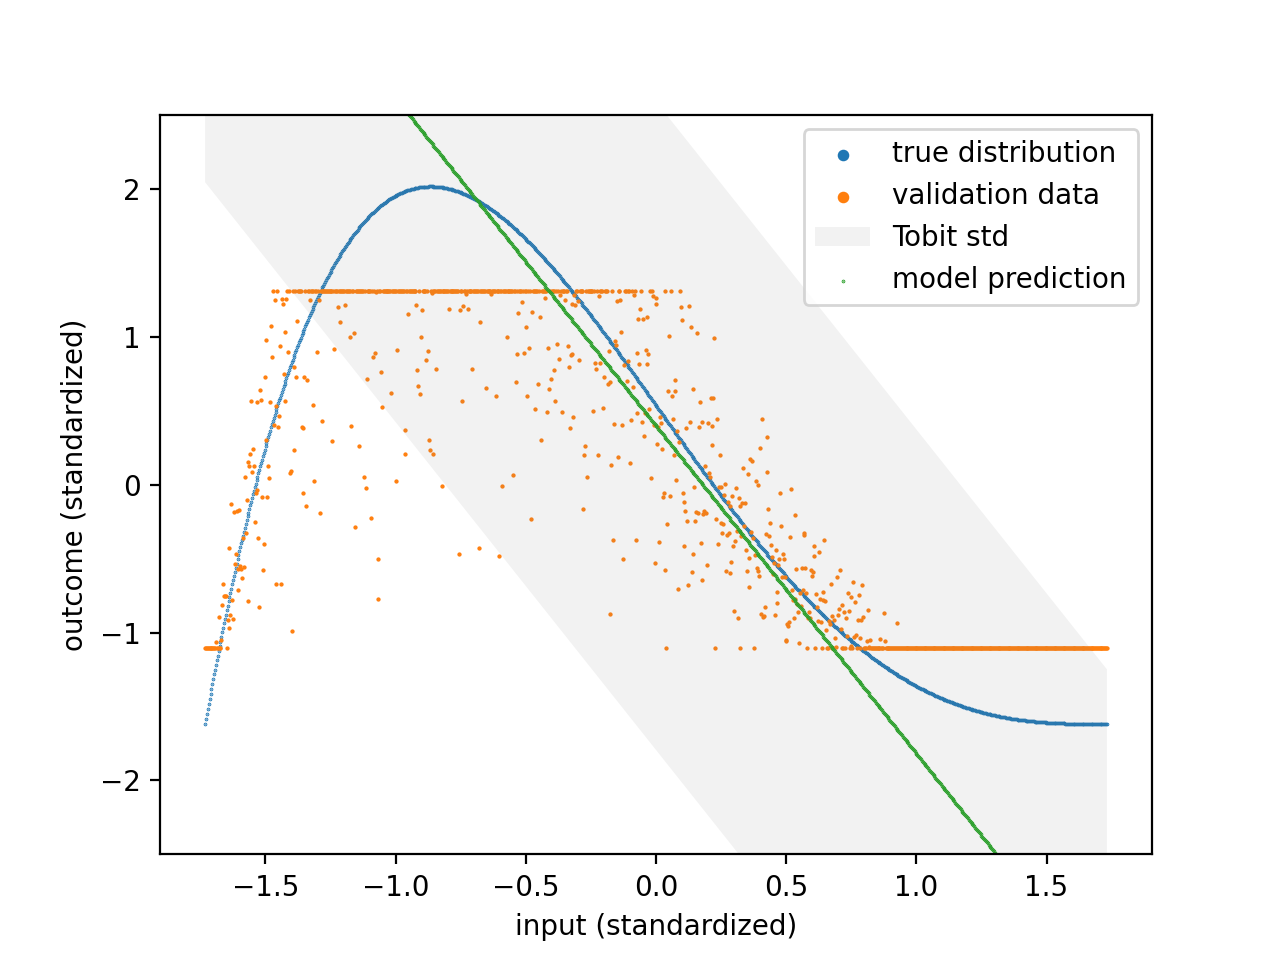 true distribution
validation data
Tobit std
model prediction
2
1
0
−1
−2
outcome (standardized)
−1.5
−1.0
−0.5
0.0
0.5
1.0
1.5
input (standardized)